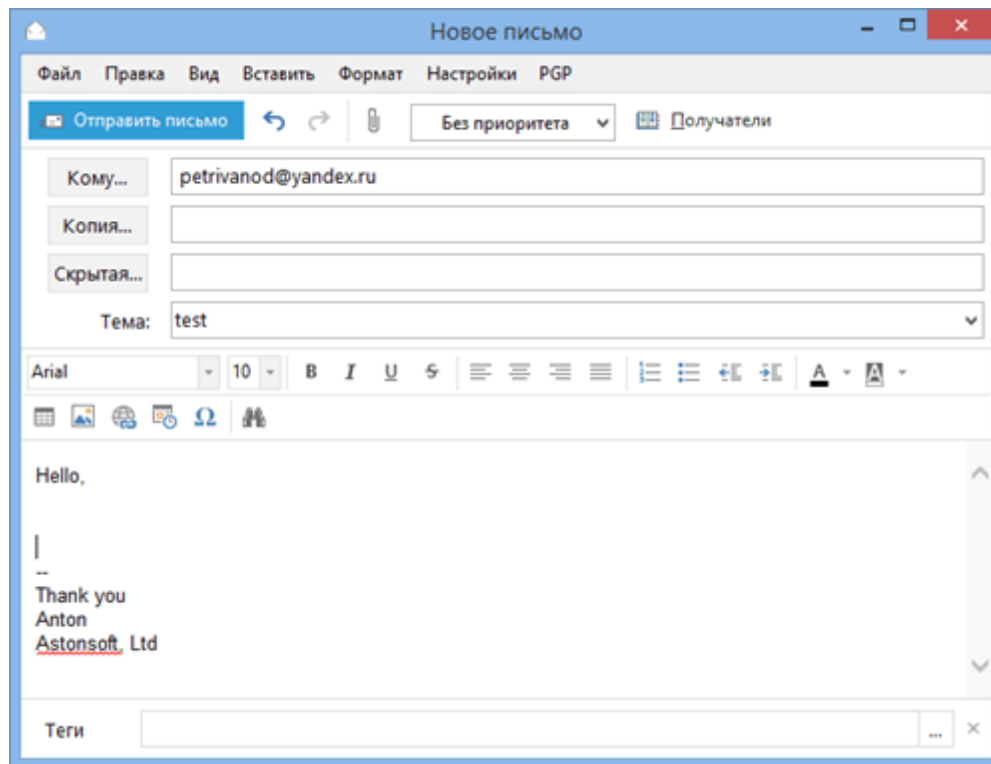 Новое письмо
Файл Правка Вид Вставить Формат Настройки PGP
Отправить письмо Без приоритета Получатели
Кому... petrivanod@yandex.ru
Копия...
Скрытая...
Тема: test
Arial 10 B I U S A A
Ω
Hello,
--
Thank you
Anton
Astonsoft, Ltd
Теги ...